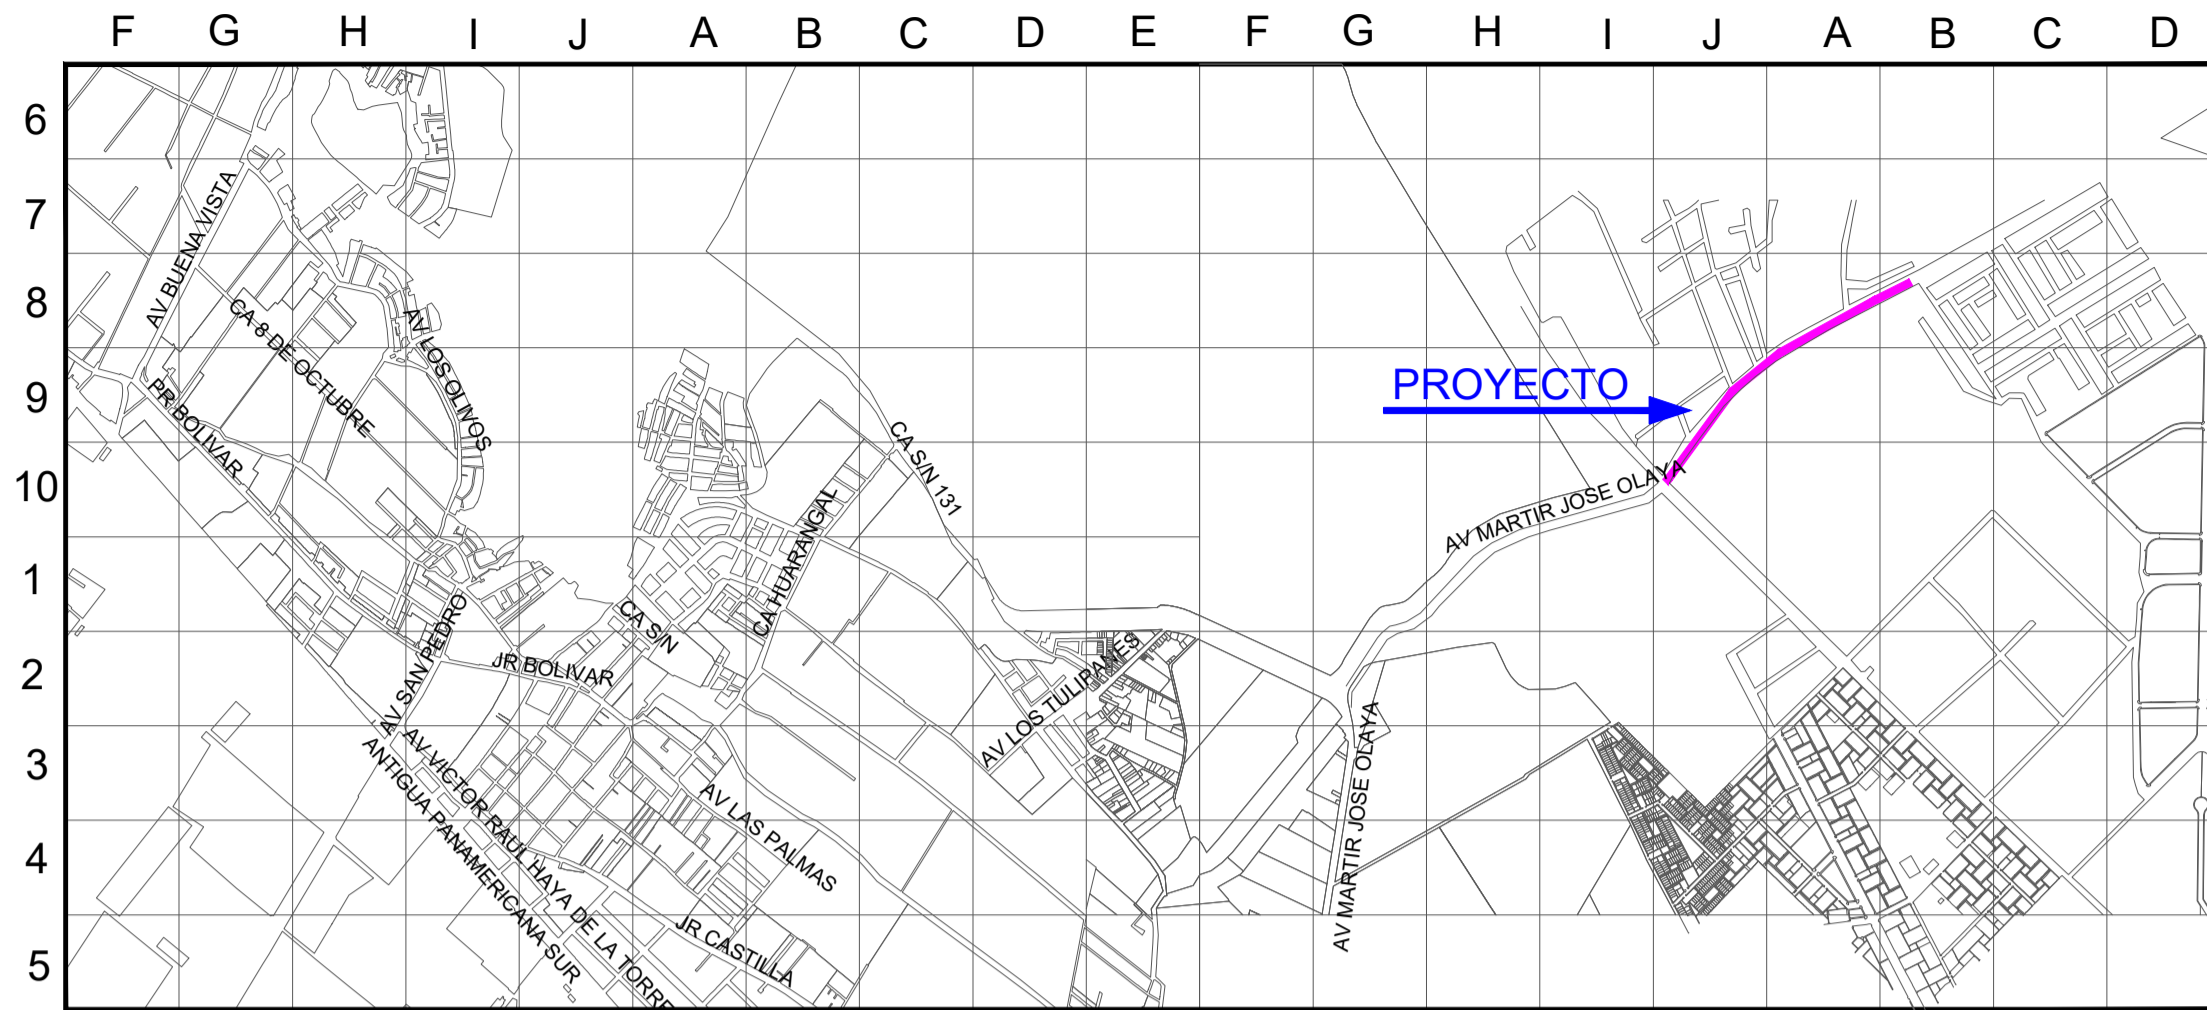 F G H I J A B C D E F G H I J A B C D
6
7
AV BUENA VISTA
8
CA 8 DE OCTUBRE
AV LOS OLIVOS
9
PROYECTO
PR BOLIVAR
CA S/N 131
10
AV MARTIR JOSE OLAYA
CA HUARANGAL
1
CA S/N
AV SAN PEDRO
2
JR BOLIVAR
AV LOS TULIPANES
3
AV VICTOR RAUL HAYA DE LA TORRE
ANTIGUA PANAMERICANA SUR
AV LAS PALMAS
AV MARTIR JOSE OLAYA
4
JR CASTILLA
5